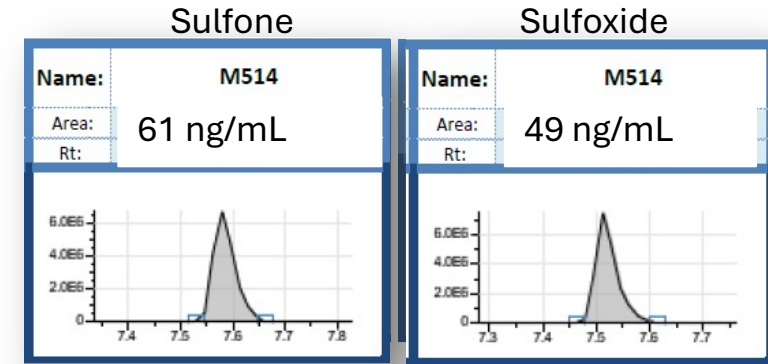 Sulfone
Name: M514
Area: 61 ng/mL
Rt:
6.0E6
4.0E6
2.0E6
0
7.4 7.5 7.6 7.7 7.8
Sulfoxide
Name: M514
Area: 49 ng/mL
Rt:
6.0E6
4.0E6
2.0E6
0
7.3 7.4 7.5 7.6 7.7